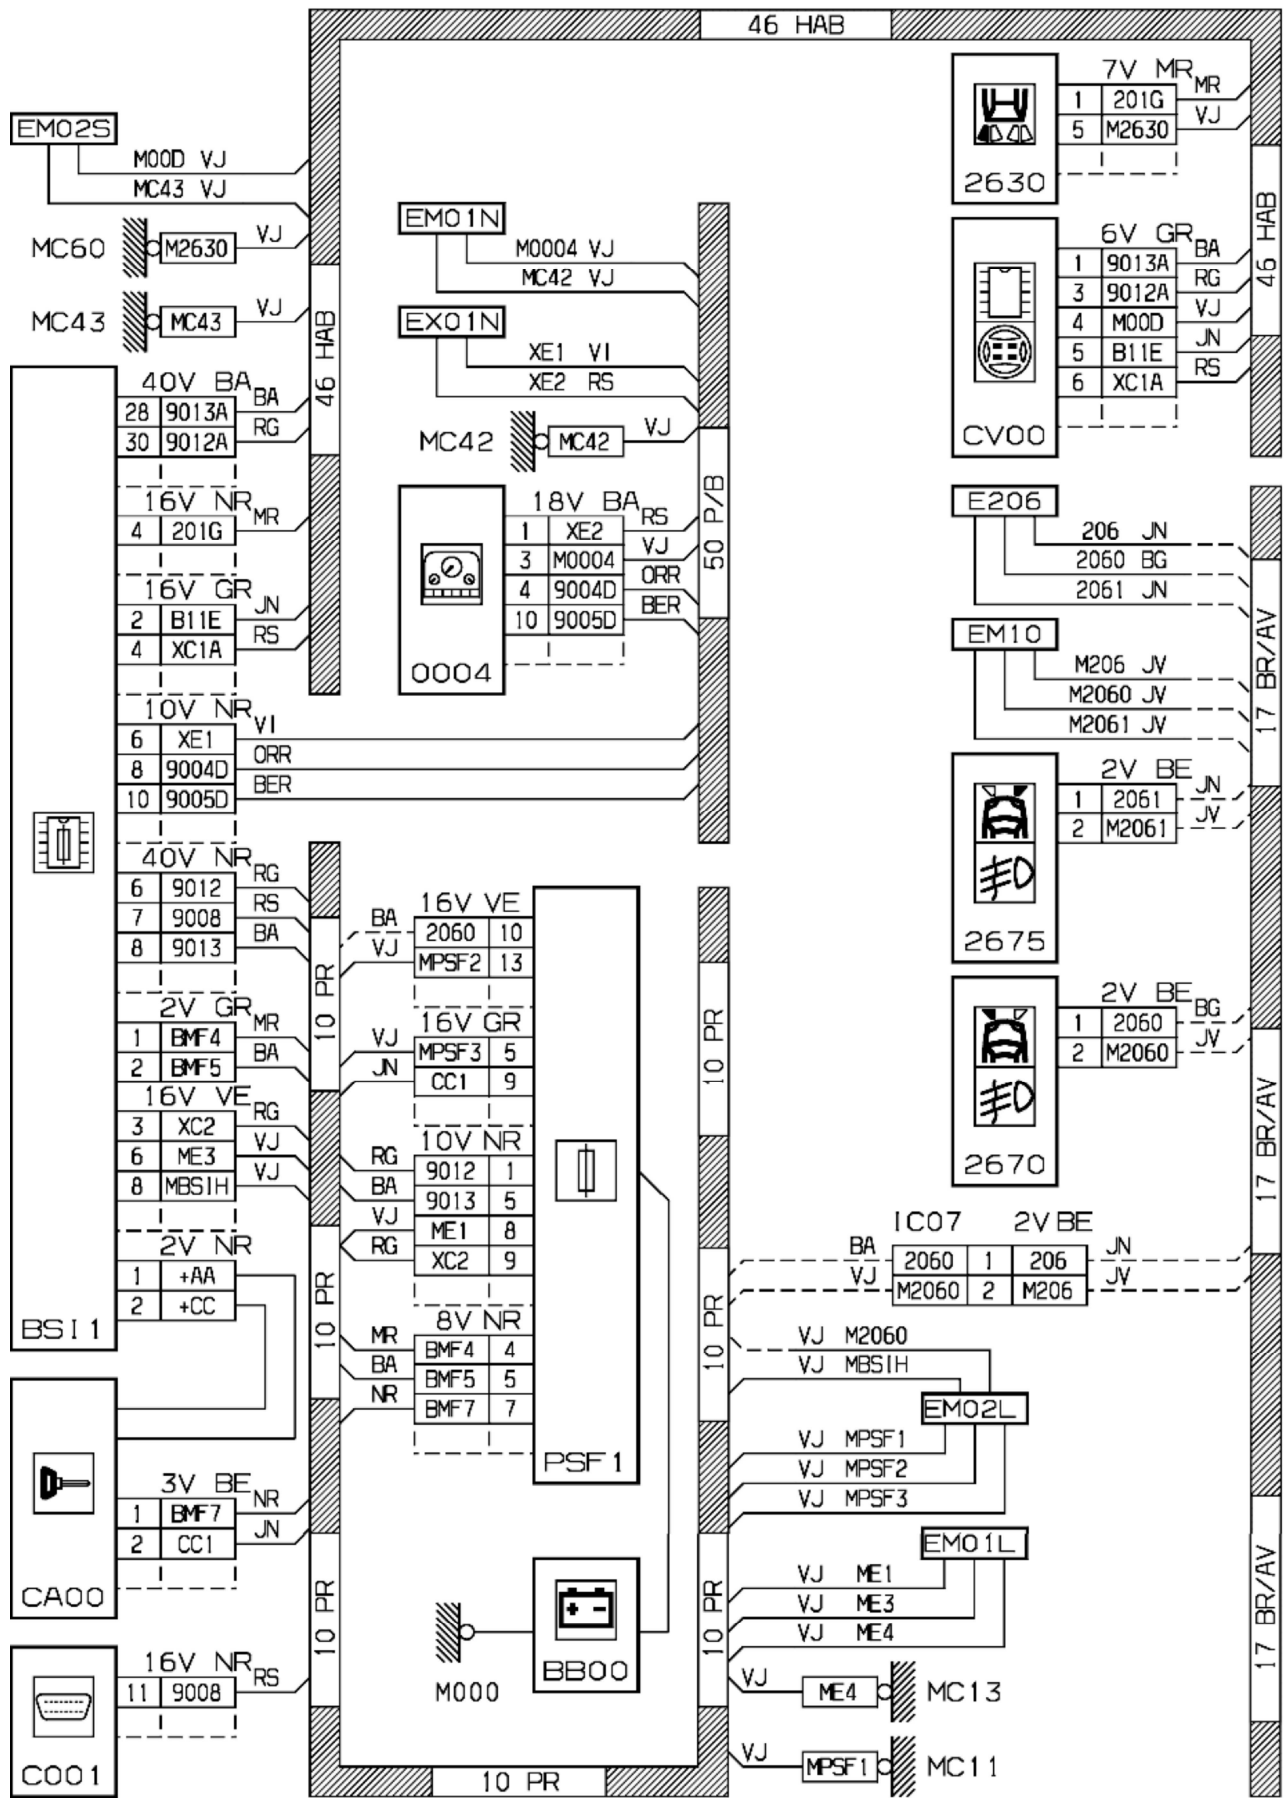 46 HAB
EM02S
M00D VJ
MC43 VJ
MC60 M2630 VJ
MC43 MC43 VJ
46 HAB
BSI1
40V BA
28 9013A BA
30 9012A RG
16V NR
4 201G MR
16V GR
2 B11E JN
4 XC1A RS
10V NR
6 XE1 VI
8 9004D ORR
10 9005D BER
40V NR
6 9012 RG
7 9008 RS
8 9013 BA
2V GR
1 BMF4 MR
2 BMF5 BA
16V VE
3 XC2 RG
6 ME3 VJ
8 MBSIH VJ
2V NR
1 +AA
2 +CC
CA00
3V BE
1 BMF7 NR
2 CC1 JN
C001
16V NR
11 9008 RS
EM01N
M0004 VJ
MC42 VJ
EX01N
XE1 VI
XE2 RS
MC42 MC42 VJ
0004
18V BA
1 XE2 RS
3 M0004 VJ
4 9004D ORR
10 9005D BER
50 P/B
10 PR
10 PR
10 PR
PSF1
16V VE
BA 2060 10
VJ MPSF2 13
16V GR
VJ MPSF3 5
JN CC1 9
10V NR
RG 9012 1
BA 9013 5
VJ ME1 8
RG XC2 9
8V NR
MR BMF4 4
BA BMF5 5
NR BMF7 7
M000
BB00
10 PR
10 PR
10 PR
10 PR
2630
7V MR
1 201G MR
5 M2630 VJ
CV00
6V GR
1 9013A BA
3 9012A RG
4 M00D VJ
5 B11E JN
6 XC1A RS
46 HAB
E206
206 JN
2060 BG
2061 JN
EM10
M206 JV
M2060 JV
M2061 JV
17 BR/AV
2675
2V BE
1 2061 JN
2 M2061 JV
2670
2V BE
1 2060 BG
2 M2060 JV
17 BR/AV
IC07 2V BE
BA 2060 1 206 JN
VJ M2060 2 M206 JV
VJ M2060
VJ MBSIH
EM02L
VJ MPSF1
VJ MPSF2
VJ MPSF3
EM01L
VJ ME1
VJ ME3
VJ ME4
VJ ME4 MC13
VJ MPSF1 MC11
17 BR/AV